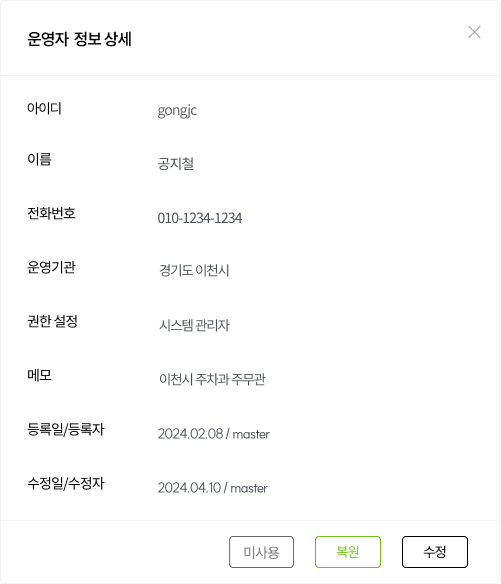 운영자 정보 상세
아이디 gongjc
이름 공지철
전화번호 010-1234-1234
운영기관 경기도 이천시
권한 설정 시스템 관리자
메모 이천시 주차과 주무관
등록일/등록자 2024.02.08 / master
수정일/수정자 2024.04.10 / master
미사용 복원 수정